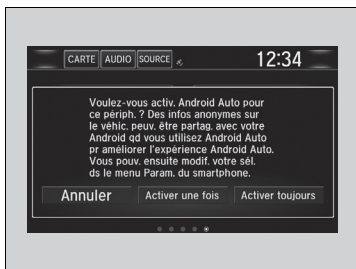 CARTE AUDIO SOURCE 12:34
Voulez-vous activ. Android Auto pour
ce périph. ? Des infos anonymes sur
le véhic. peuv. être partag. avec votre
Android qd vous utilisez Android Auto
pr améliorer l'expérience Android Auto.
Vous pouv. ensuite modif. votre sél.
ds le menu Param. du smartphone.
Annuler Activer une fois Activer toujours